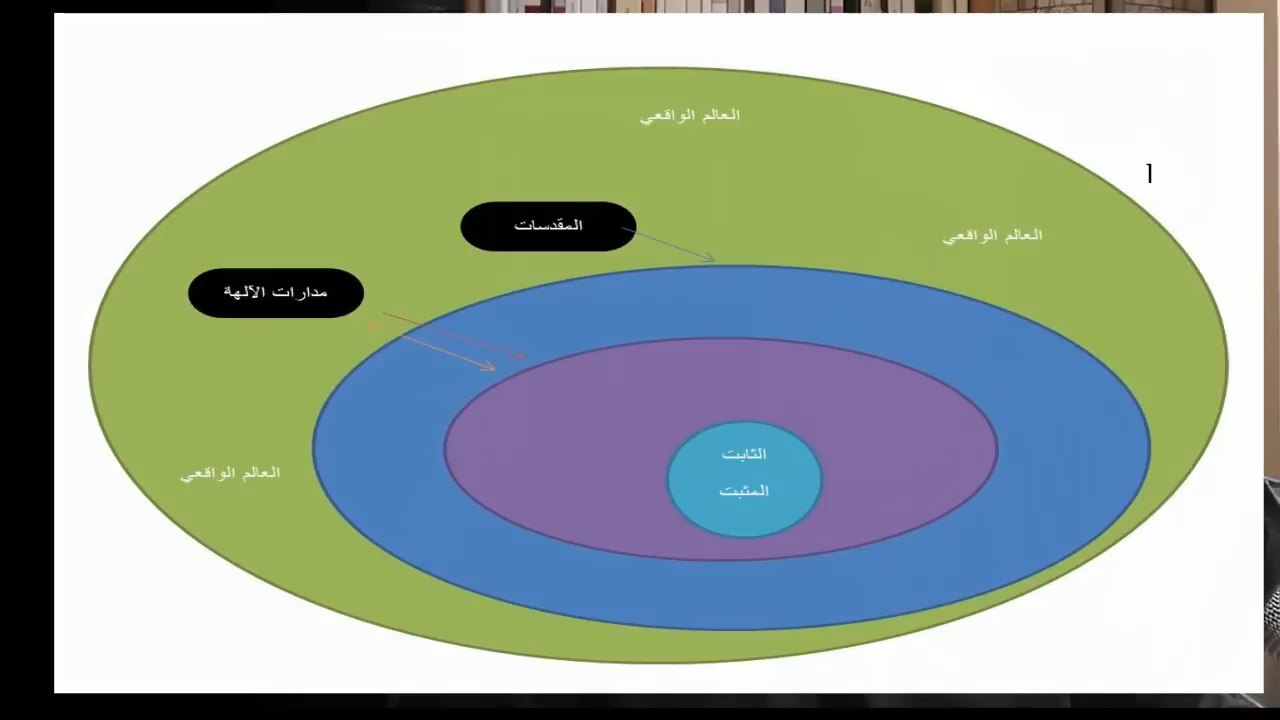 العالم الواقعي
أ
المقدسات
العالم الواقعي
مدارات الآلهة
الثابت
المثبت
العالم الواقعي